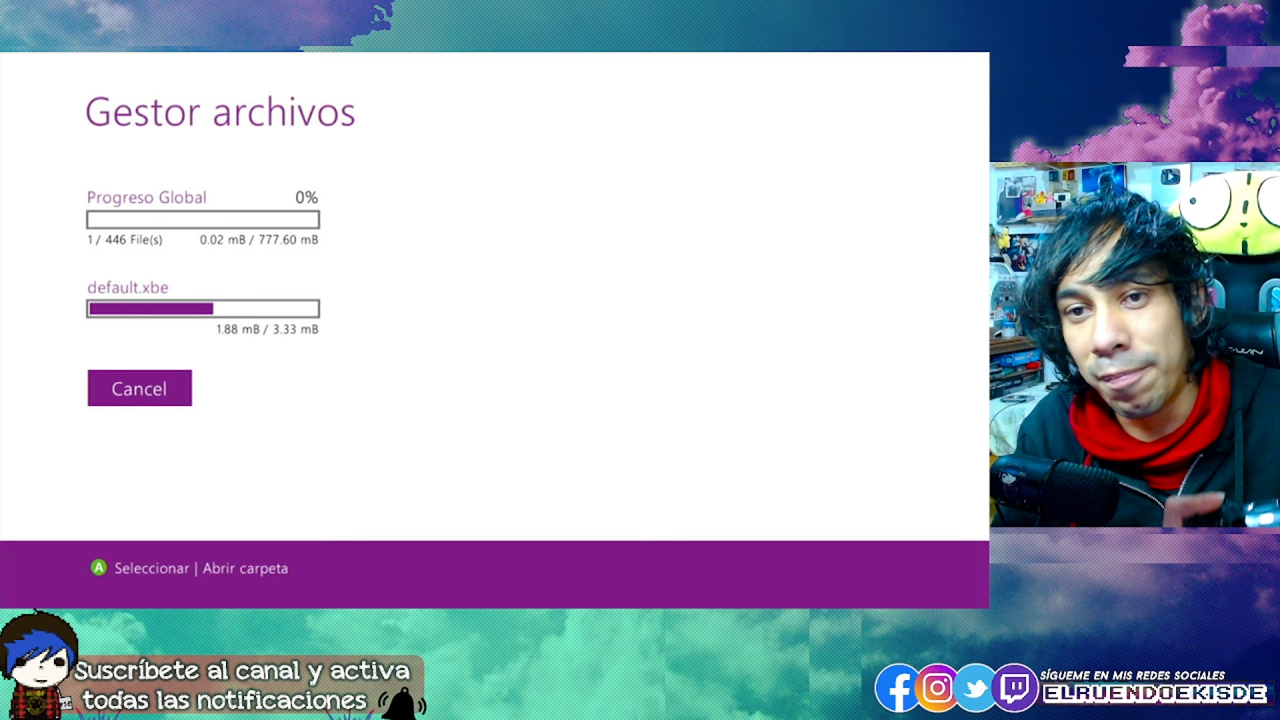 Gestor archivos
Progreso Global 0%
1 / 446 File(s) 0.02 mB / 777.60 mB
default.xbe
1.88 mB / 3.33 mB
Cancel
A Seleccionar | Abrir carpeta
Suscríbete al canal y activa
todas las notificaciones
SÍGUEME EN MIS REDES SOCIALES
ELRUENDOEKISDE